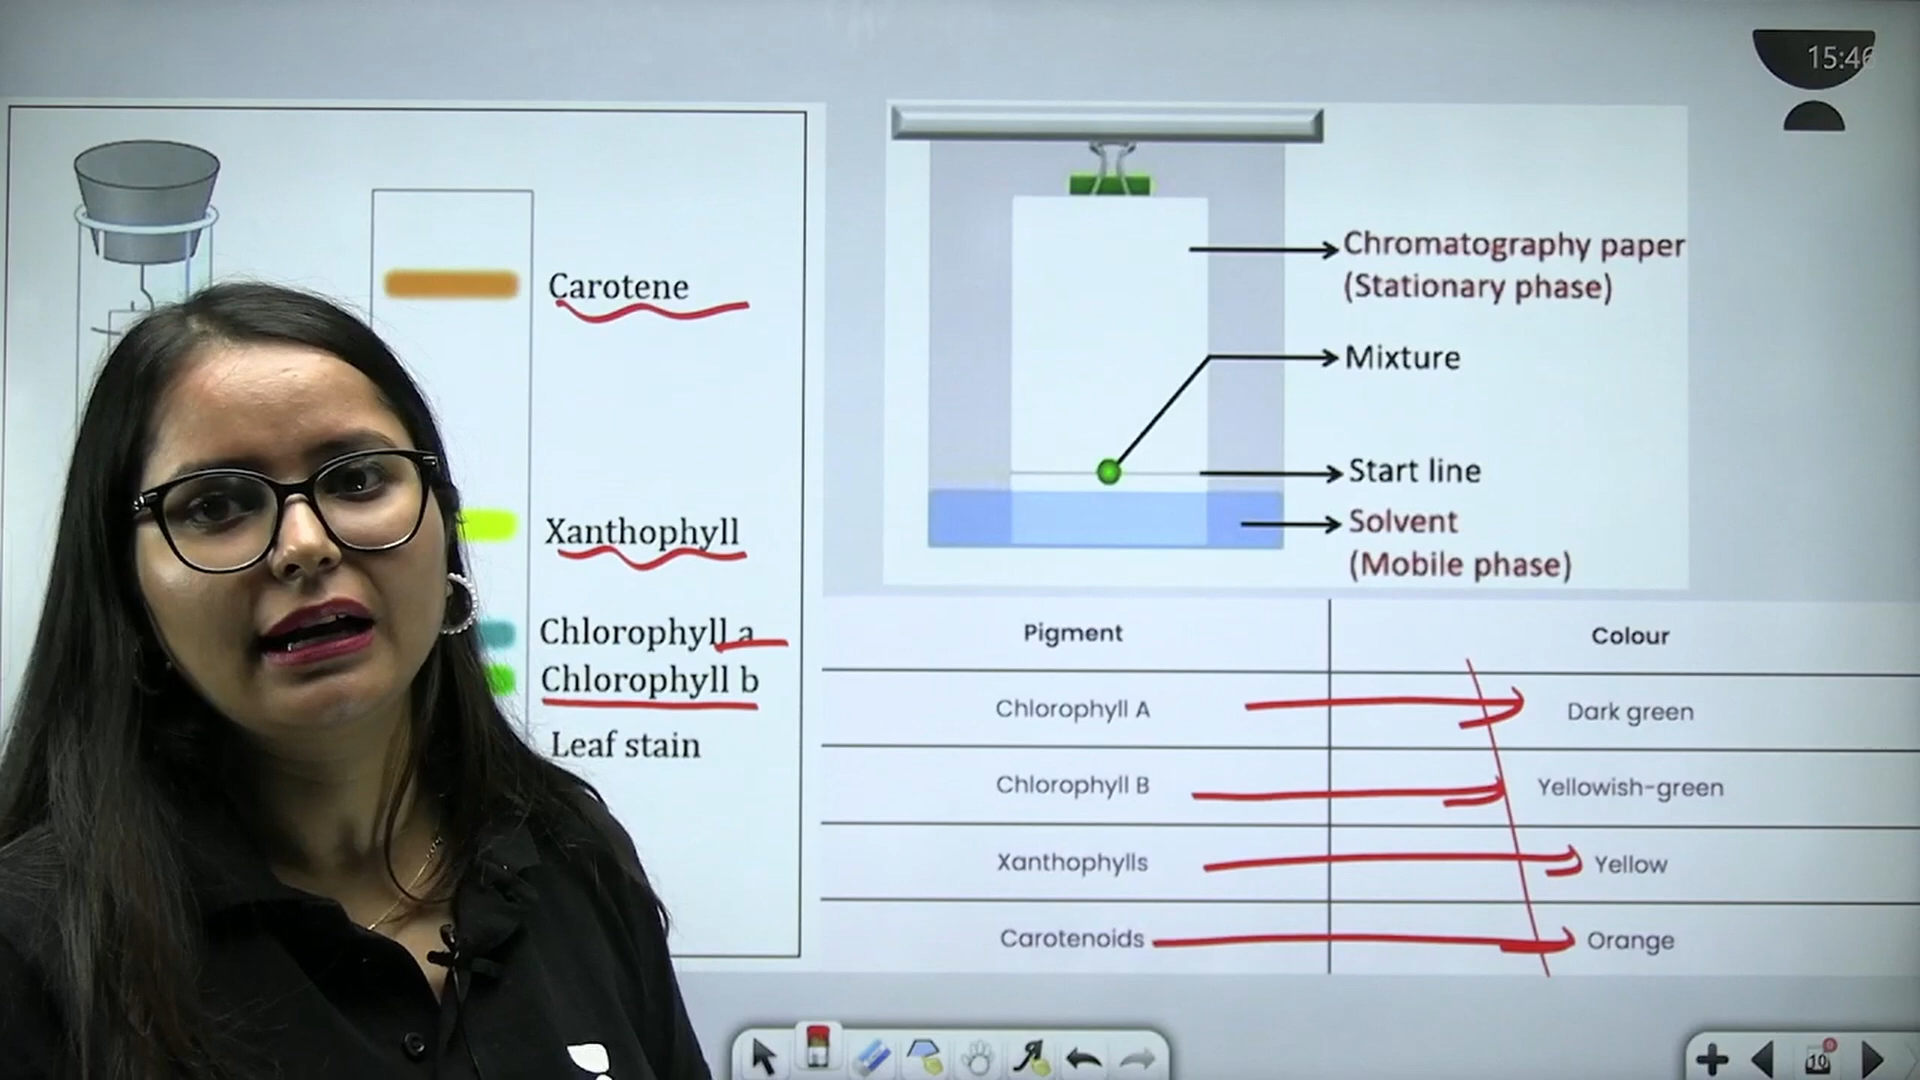 15:46
Carotene
Xanthophyll
Chlorophyll a
Chlorophyll b
Leaf stain
Chromatography paper
(Stationary phase)
Mixture
Start line
Solvent
(Mobile phase)
Pigment Colour
Chlorophyll A Dark green
Chlorophyll B Yellowish-green
Xanthophylls Yellow
Carotenoids Orange
10